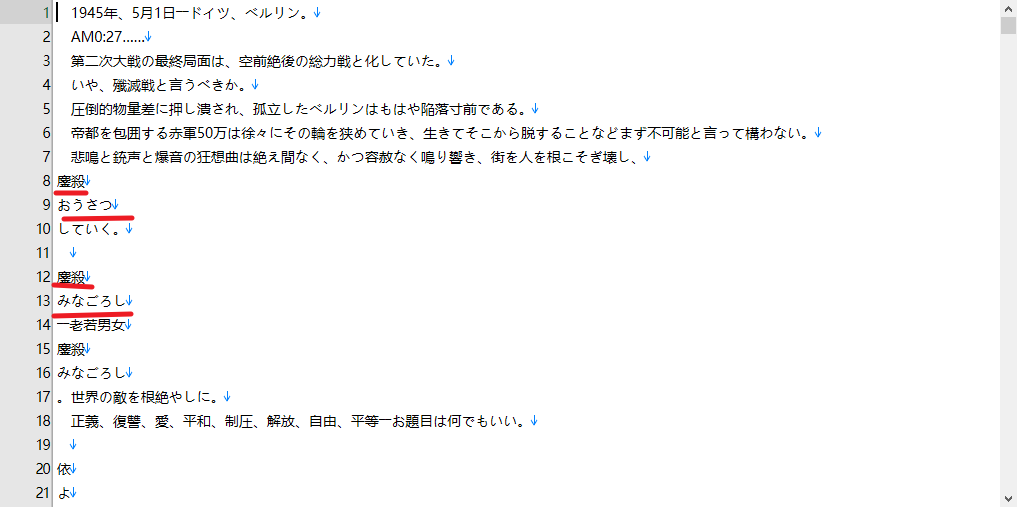 1 1945年、5月1日―ドイツ、ベルリン。↓
2 AM0:27……↓
3 第二次大戦の最終局面は、空前絶後の総力戦と化していた。↓
4 いや、殲滅戦と言うべきか。↓
5 圧倒的物量差に押し潰され、孤立したベルリンはもはや陥落寸前である。↓
6 帝都を包囲する赤軍50万は徐々にその輪を狭めていき、生きてそこから脱することなどまず不可能と言って構わない。↓
7 悲鳴と銃声と爆音の狂想曲は絶え間なく、かつ容赦なく鳴り響き、街を人を根こそぎ壊し、↓
8 鏖殺↓
9 おうさつ↓
10 していく。↓
11 ↓
12 鏖殺↓
13 みなごろし↓
14 ―老若男女↓
15 鏖殺↓
16 みなごろし↓
17 。世界の敵を根絶やしに。↓
18 正義、復讐、愛、平和、制圧、解放、自由、平等―お題目は何でもいい。↓
19 ↓
20 依↓
21 よ↓